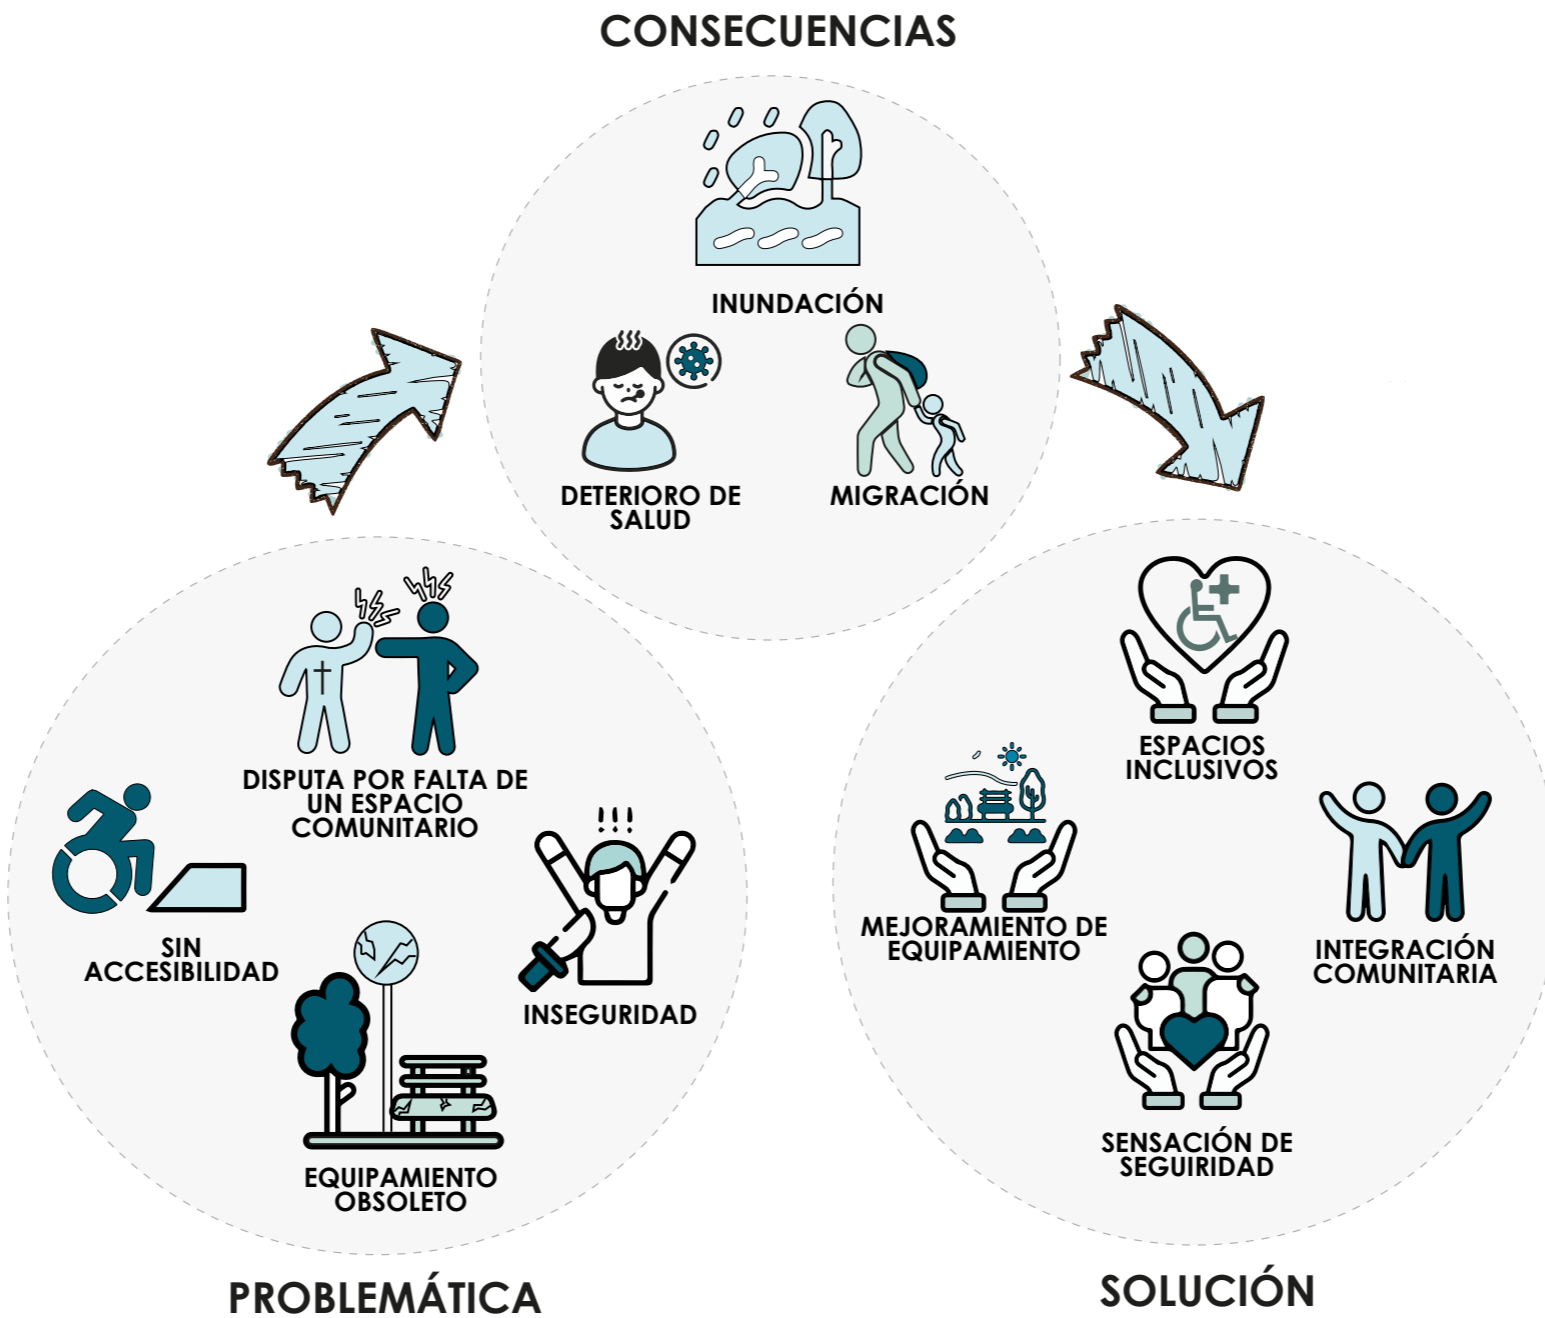 CONSECUENCIAS
INUNDACIÓN
DETERIORO DE
SALUD
MIGRACIÓN
DISPUTA POR FALTA DE
UN ESPACIO
COMUNITARIO
SIN
ACCESIBILIDAD
INSEGURIDAD
EQUIPAMIENTO
OBSOLETO
PROBLEMÁTICA
ESPACIOS
INCLUSIVOS
MEJORAMIENTO DE
EQUIPAMIENTO
INTEGRACIÓN
COMUNITARIA
SENSACIÓN DE
SEGUIRIDAD
SOLUCIÓN